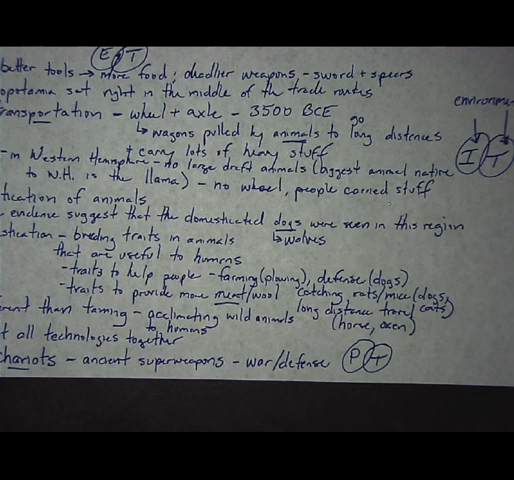 E T
better tools → more food; deadlier weapons - sword + spears
opotamia sat right in the middle of the trade routes
ransportation - wheel + axle - 3500 BCE
environme
↳ wagons pulled by animals to go long distances
+ carry lots of heavy stuff
I T
-in Western Hemisphere - no large draft animals (biggest animal native
to W.H. is the llama) - no wheel, people carried stuff
tication of animals
evidence suggest that the domesticated dogs were seen in this region
↳ wolves
stication - breeding traits in animals
that are useful to humans
- traits to help people - farming (plowing), defense (dogs)
- traits to provide more meat/wool catching rats/mice (dogs, cats)
erent than taming - acclimating wild animals to humans
long distance travel (horse, oxen)
t all technologies together
chariots - ancient superweapons - war/defense P T